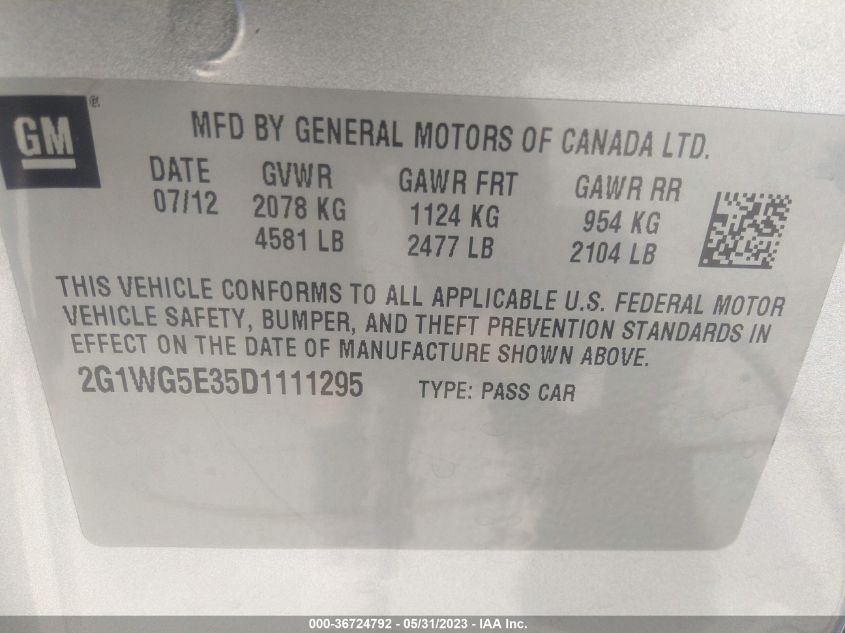 GM®
MFD BY GENERAL MOTORS OF CANADA LTD.
DATE GVWR GAWR FRT GAWR RR
07/12 2078 KG 1124 KG 954 KG
4581 LB 2477 LB 2104 LB
THIS VEHICLE CONFORMS TO ALL APPLICABLE U.S. FEDERAL MOTOR
VEHICLE SAFETY, BUMPER, AND THEFT PREVENTION STANDARDS IN
EFFECT ON THE DATE OF MANUFACTURE SHOWN ABOVE.
2G1WG5E35D1111295 TYPE: PASS CAR
000-36724792 - 05/31/2023 - IAA Inc.